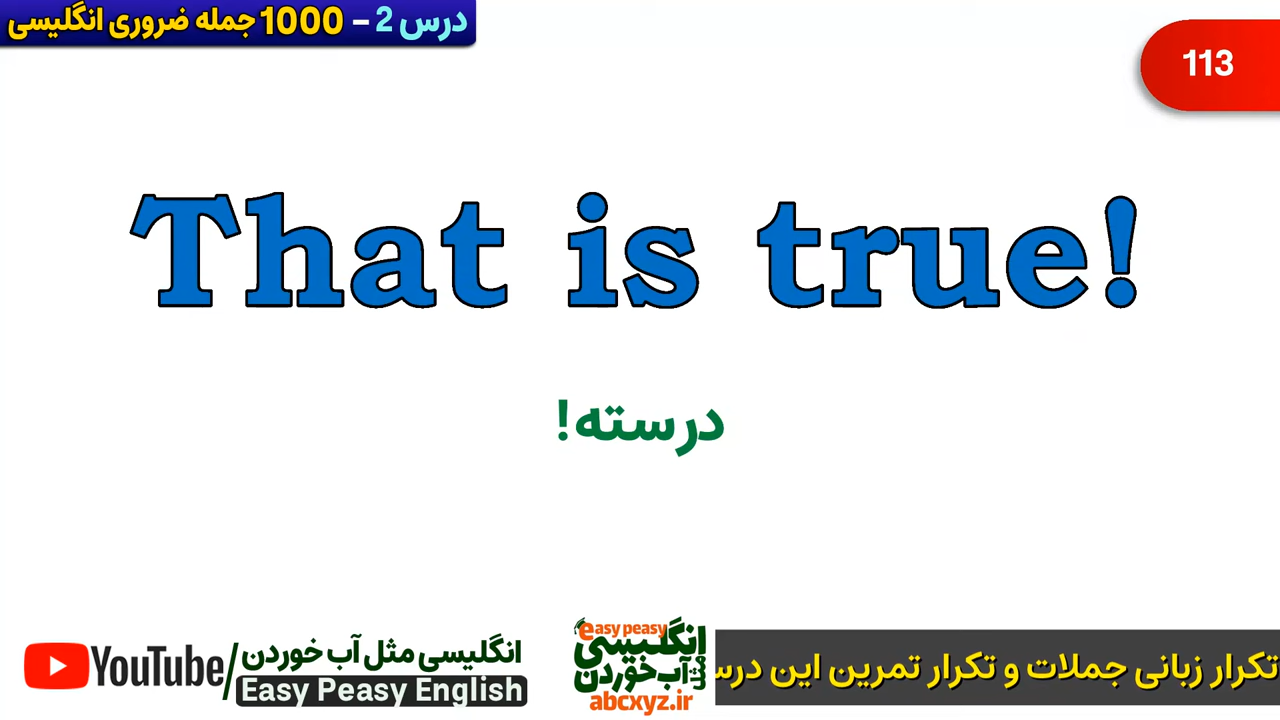 درس 2 – 1000 جمله ضروری انگلیسی
113
That is true!
درسته!
YouTube/انگلیسی مثل آب خوردن
Easy Peasy English
easy peasy
انگلیسی
مثل آب خوردن
abcxyz.ir
تکرار زبانی جملات و تکرار تمرین این